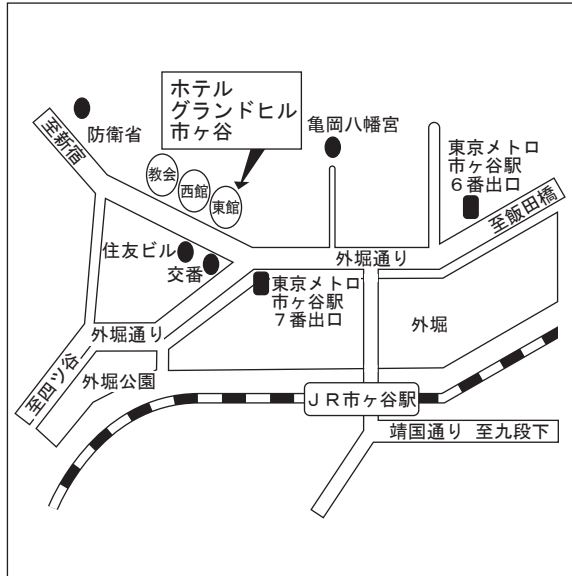 ホテル
グランドヒル
市ヶ谷
亀岡八幡宮
防衛省
至新宿
教会
西館
東館
東京メトロ
市ヶ谷駅
６番出口
至飯田橋
住友ビル
交番
外堀通り
東京メトロ
市ヶ谷駅
７番出口
外堀通り
外堀
至四ツ谷
外堀公園
ＪＲ市ヶ谷駅
靖国通り 至九段下